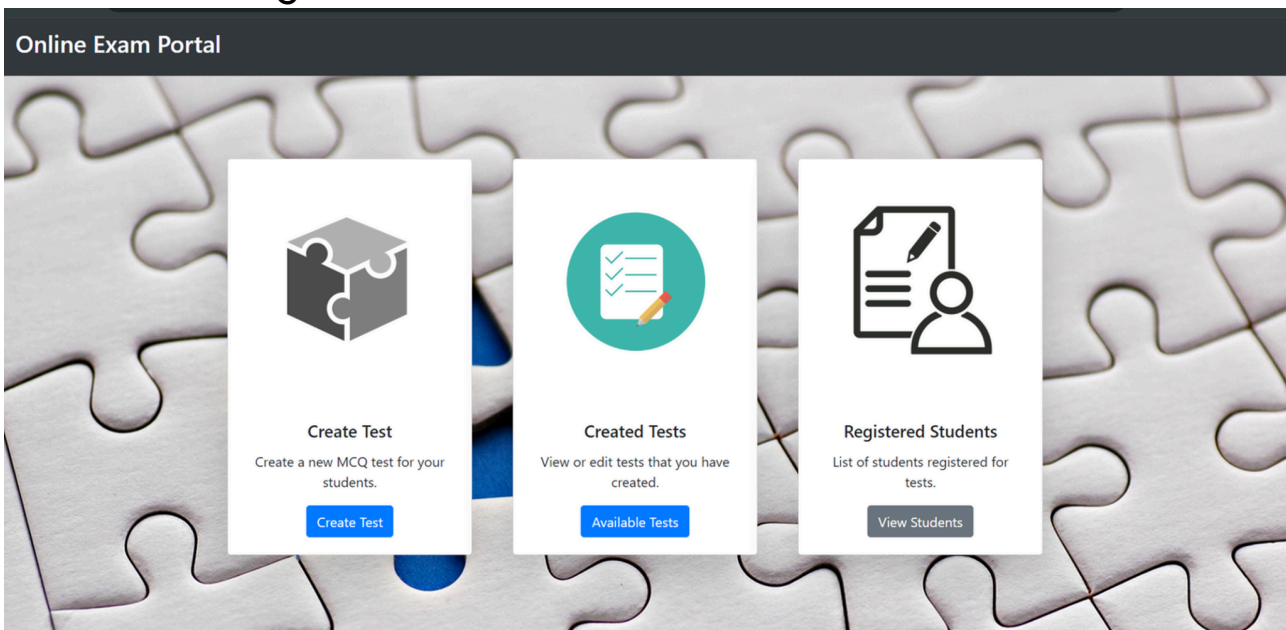 Online Exam Portal
Create Test
Create a new MCQ test for your
students.
Create Test
Created Tests
View or edit tests that you have
created.
Available Tests
Registered Students
List of students registered for
tests.
View Students